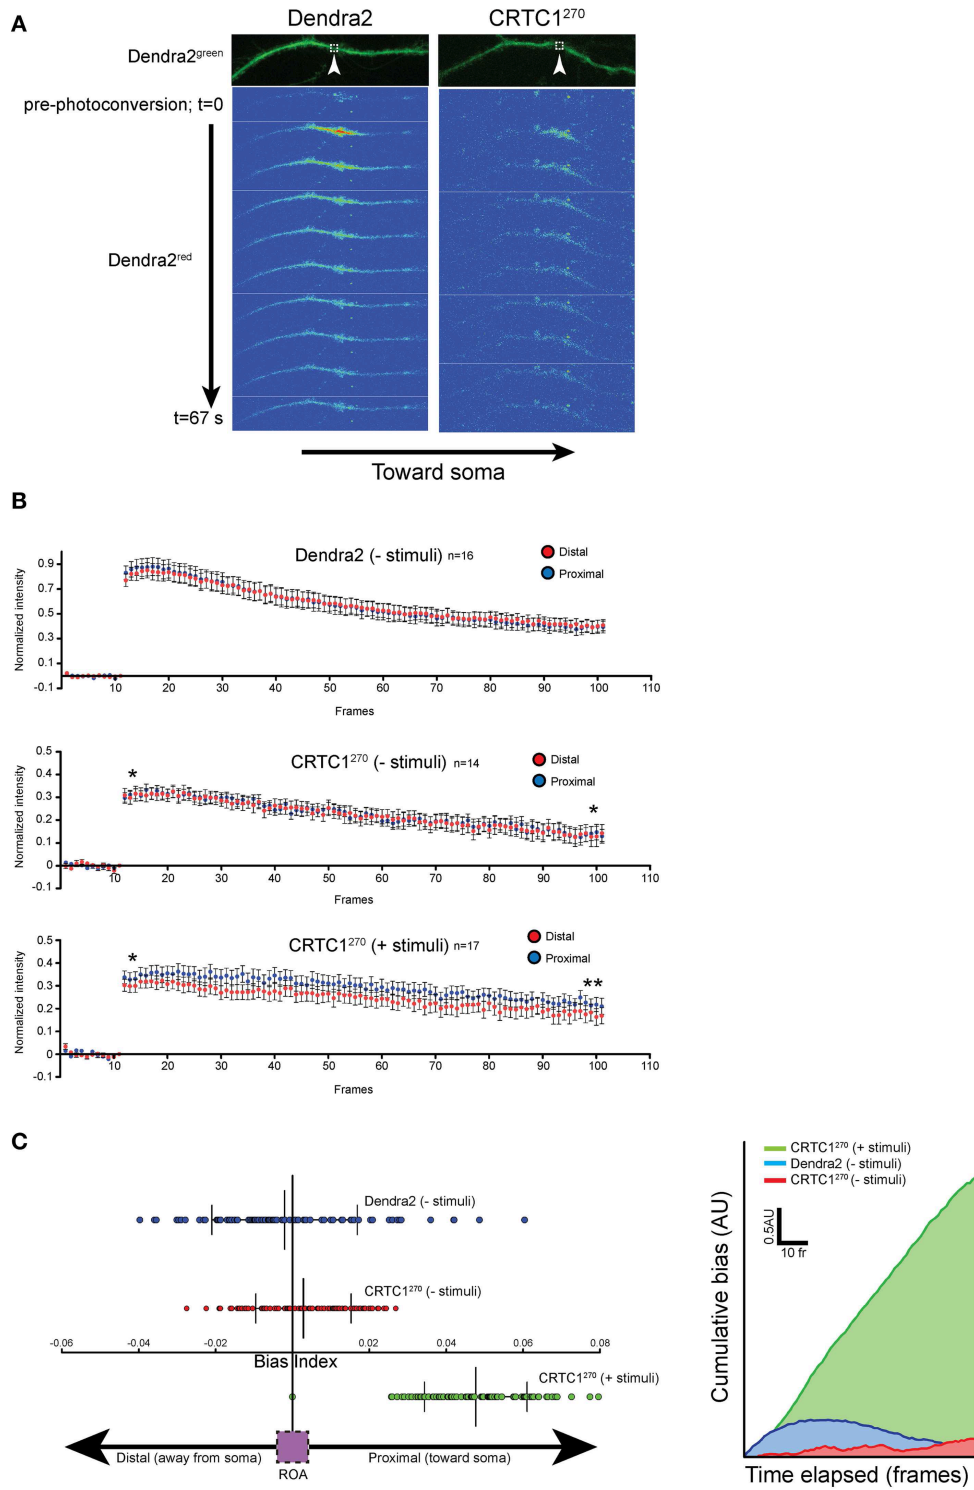 A
Dendra2
CRTC1²⁷⁰
Dendra2ᵍʳᵉᵉⁿ
pre-photoconversion; t=0
Dendra2ʳᵉᵈ
t=67 s
Toward soma
B
Dendra2 (- stimuli) n=16
Distal
Proximal
Normalized intensity
0.9
0.7
0.5
0.3
0.1
-0.1
10 20 30 40 50 60 70 80 90 100 110
Frames
CRTC1²⁷⁰ (- stimuli) n=14
Distal
Proximal
Normalized intensity
0.5
0.4
0.3
0.2
0.1
0
-0.1
* *
10 20 30 40 50 60 70 80 90 100 110
Frames
CRTC1²⁷⁰ (+ stimuli) n=17
Distal
Proximal
Normalized intensity
0.5
0.4
0.3
0.2
0.1
0
-0.1
* **
10 20 30 40 50 60 70 80 90 100 110
Frames
C
Dendra2 (- stimuli)
CRTC1²⁷⁰ (- stimuli)
-0.06 -0.04 -0.02 0.02 0.04 0.06 0.08
Bias Index
CRTC1²⁷⁰ (+ stimuli)
Distal (away from soma)
Proximal (toward soma)
ROA
CRTC1²⁷⁰ (+ stimuli)
Dendra2 (- stimuli)
CRTC1²⁷⁰ (- stimuli)
0.5AU
10 fr
Cumulative bias (AU)
Time elapsed (frames)